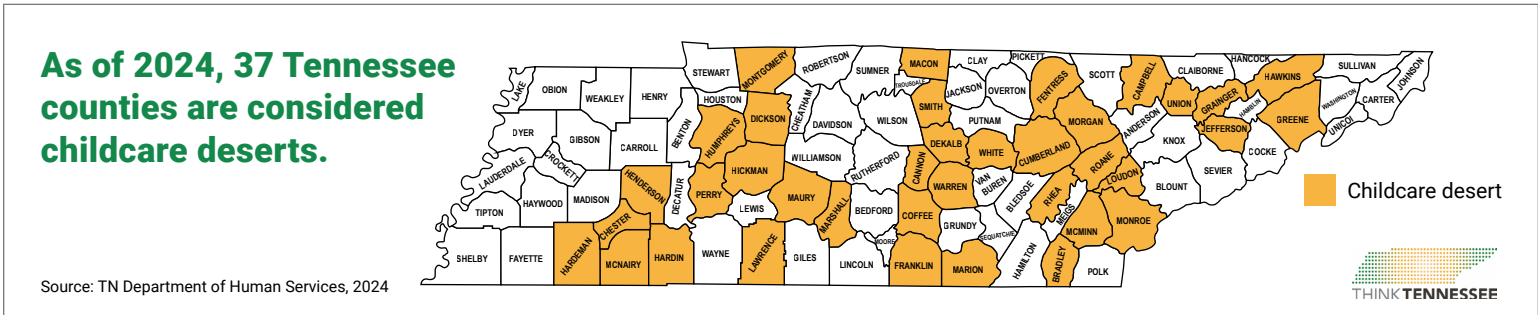 As of 2024, 37 Tennessee
counties are considered
childcare deserts.
Source: TN Department of Human Services, 2024
LAKE
OBION
WEAKLEY
HENRY
STEWART
MONTGOMERY
ROBERTSON
SUMNER
MACON
TROUSDALE
CLAY
PICKETT
SCOTT
CAMPBELL
CLAIBORNE
HANCOCK
HAWKINS
SULLIVAN
JOHNSON
HOUSTON
DICKSON
CHEATHAM
DAVIDSON
WILSON
SMITH
JACKSON
OVERTON
FENTRESS
MORGAN
ANDERSON
UNION
GRAINGER
HAMBLEN
JEFFERSON
GREENE
WASHINGTON
CARTER
UNICOI
DYER
GIBSON
CARROLL
BENTON
HUMPHREYS
PUTNAM
KNOX
COCKE
LAUDERDALE
CROCKETT
HICKMAN
WILLIAMSON
RUTHERFORD
CANNON
DEKALB
WHITE
CUMBERLAND
ROANE
LOUDON
BLOUNT
SEVIER
TIPTON
HAYWOOD
MADISON
HENDERSON
DECATUR
PERRY
LEWIS
MAURY
MARSHALL
BEDFORD
COFFEE
WARREN
VAN
BUREN
BLEDSOE
RHEA
MEIGS
MCMINN
MONROE
SHELBY
FAYETTE
HARDEMAN
CHESTER
MCNAIRY
HARDIN
WAYNE
LAWRENCE
GILES
LINCOLN
MOORE
FRANKLIN
GRUNDY
SEQUATCHIE
MARION
HAMILTON
BRADLEY
POLK
Childcare desert
THINK TENNESSEE